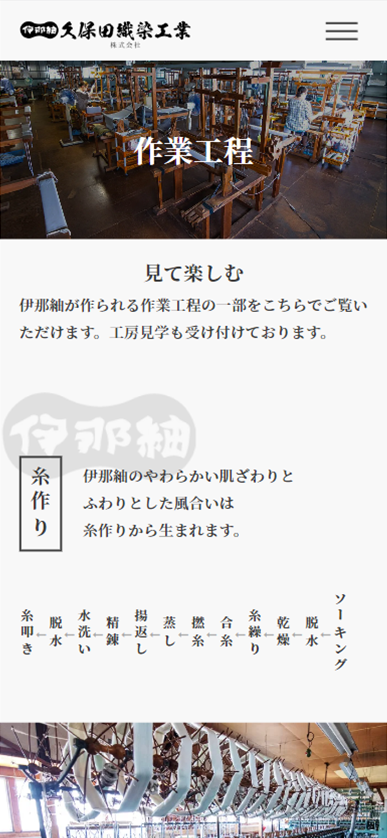 伊那紬 久保田織染工業
株式会社
作業工程
見て楽しむ
伊那紬が作られる作業工程の一部をこちらでご覧い
ただけます。工房見学も受け付けております。
伊那紬
糸作り
伊那紬のやわらかい肌ざわりと
ふわりとした風合いは
糸作りから生まれます。
ソーキング
←
脱水
←
乾燥
←
糸繰り
←
合糸
←
撚糸
←
蒸し
←
揚返し
←
精錬
←
水洗い
←
脱水
←
糸叩き